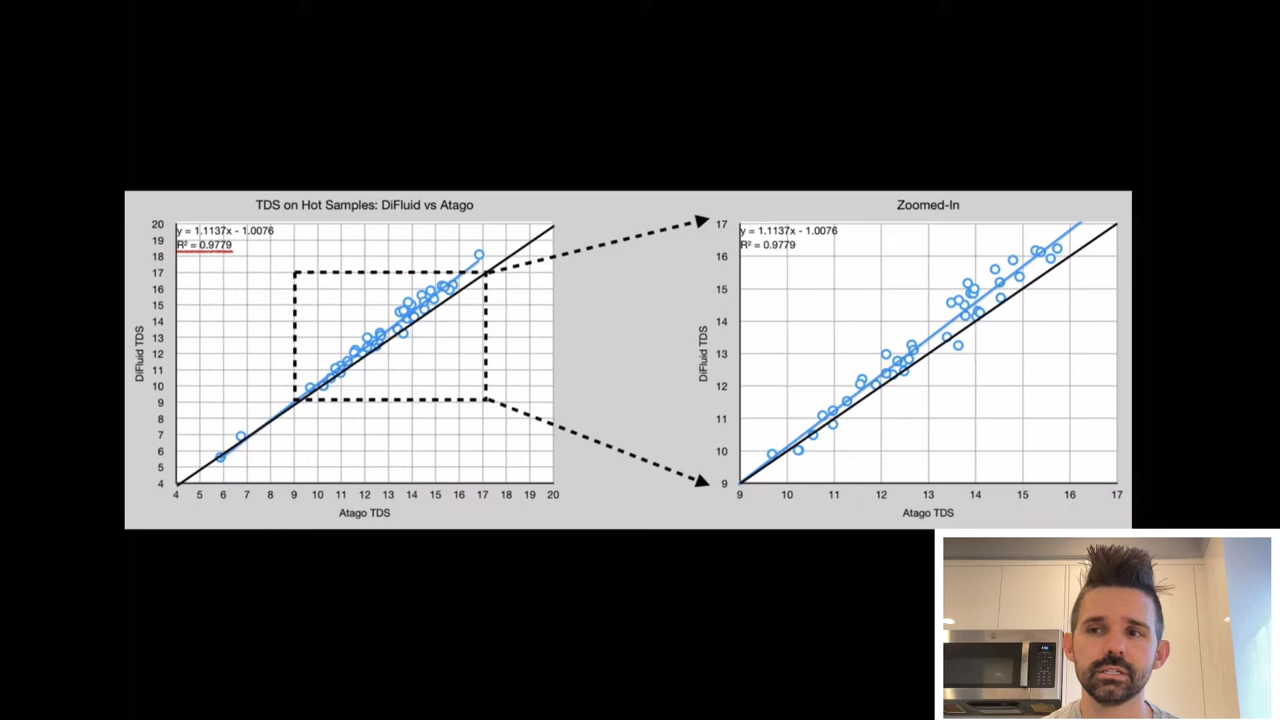 TDS on Hot Samples: DiFluid vs Atago
y = 1.1137x - 1.0076
R² = 0.9779
20
19
18
17
16
15
14
13
12
11
10
9
8
7
6
5
4
DiFluid TDS
4 5 6 7 8 9 10 11 12 13 14 15 16 17 18 19 20
Atago TDS
Zoomed-In
y = 1.1137x - 1.0076
R² = 0.9779
17
16
15
14
13
12
11
10
9
DiFluid TDS
9 10 11 12 13 14 15 16 17
Atago TDS